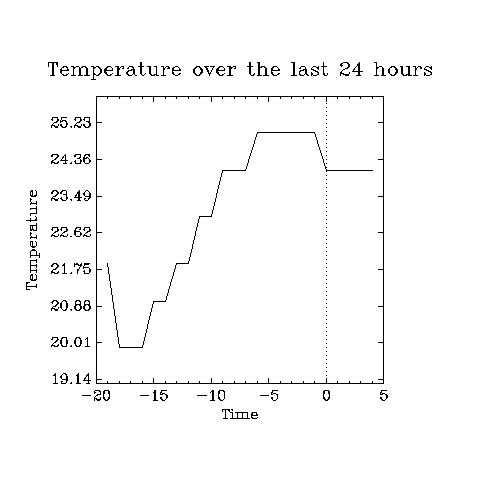 Temperature over the last 24 hours
25.23
24.36
23.49
22.62
21.75
20.88
20.01
19.14
Temperature
-20 -15 -10 -5 0 5
Time